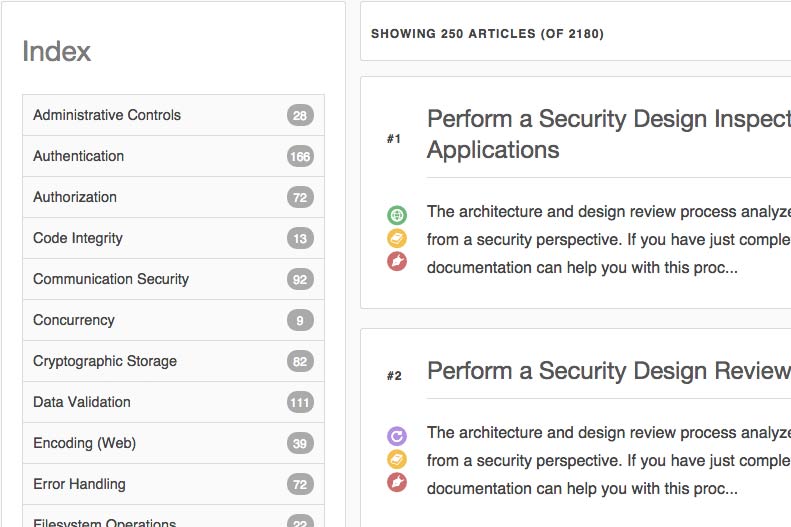 Index
Administrative Controls 28
Authentication 166
Authorization 72
Code Integrity 13
Communication Security 92
Concurrency 9
Cryptographic Storage 82
Data Validation 111
Encoding (Web) 39
Error Handling 72
Filesystem Operations 22
SHOWING 250 ARTICLES (OF 2180)
#1
Perform a Security Design Inspect
Applications
The architecture and design review process analyze
from a security perspective. If you have just comple
documentation can help you with this proc...
#2
Perform a Security Design Review
The architecture and design review process analyze
from a security perspective. If you have just comple
documentation can help you with this proc...